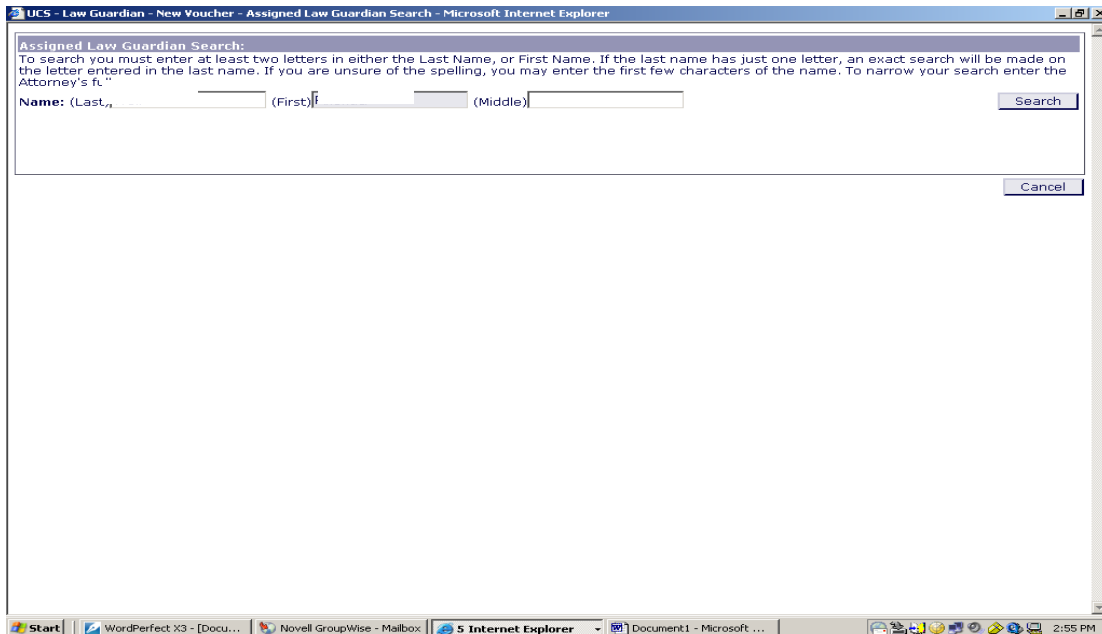 UCS - Law Guardian - New Voucher - Assigned Law Guardian Search - Microsoft Internet Explorer
Assigned Law Guardian Search:
To search you must enter at least two letters in either the Last Name, or First Name. If the last name has just one letter, an exact search will be made on
the letter entered in the last name. If you are unsure of the spelling, you may enter the first few characters of the name. To narrow your search enter the
Attorney's
Name: (Last) (First) (Middle) Search
Cancel
Start WordPerfect X3 - [Docu... Novell GroupWise - Mailbox 5 Internet Explorer Document1 - Microsoft ... 2:55 PM